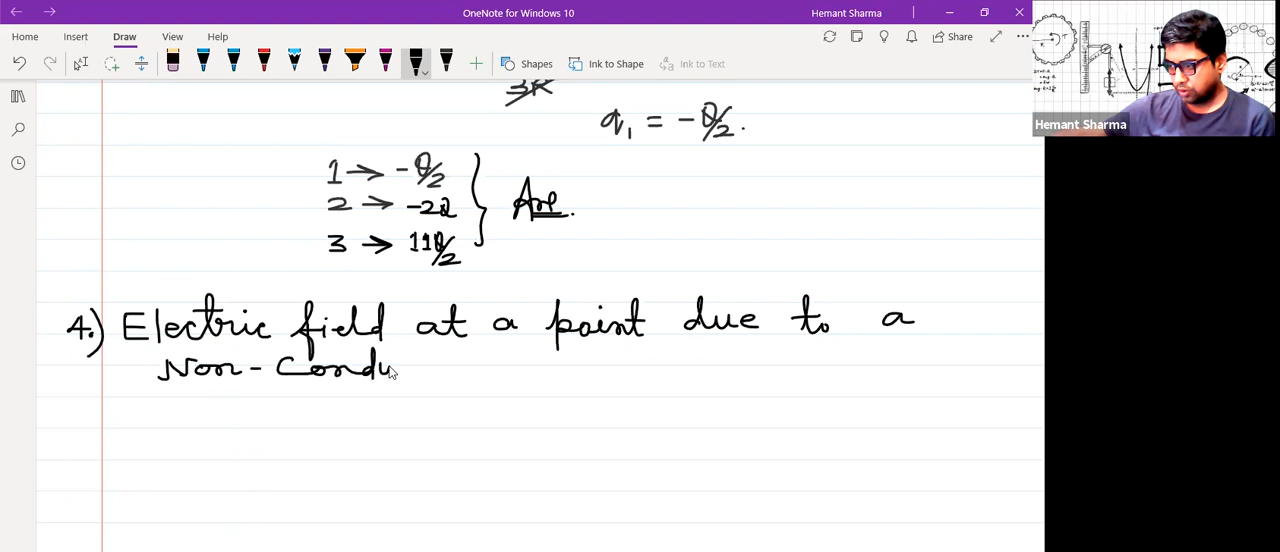 OneNote for Windows 10
Hemant Sharma
Home Insert Draw View Help
Share
Shapes Ink to Shape Ink to Text
3R
q₁ = -Q/2.
1 → -Q/2
2 → -2Q
3 → 11Q/2
Ans.
4.) Electric field at a point due to a
Non-Condu
Hemant Sharma